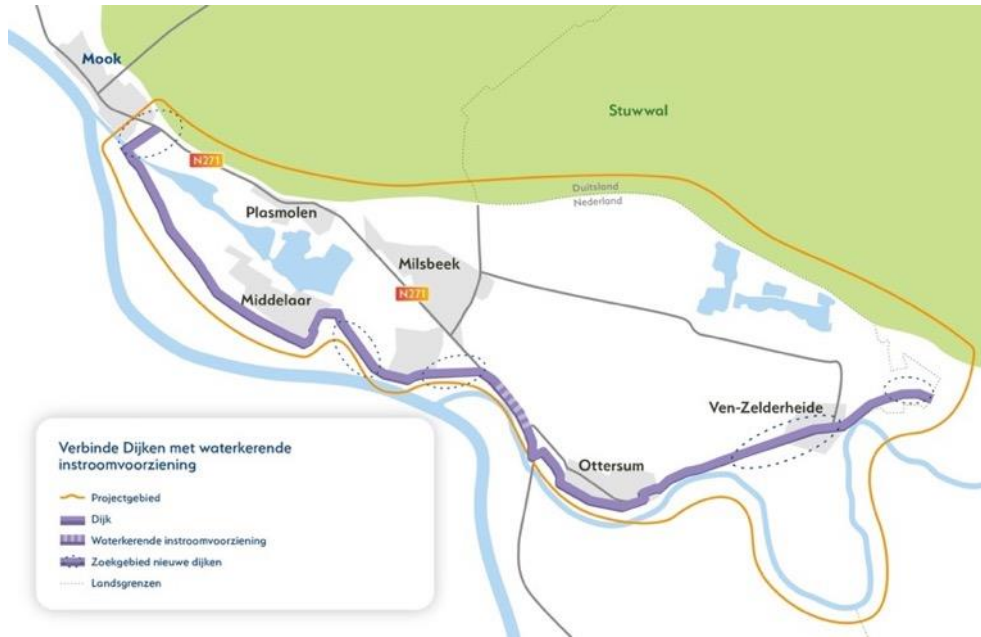 Mook
Stuwwal
N271
Duitsland
Nederland
Plasmolen
Milsbeek
N271
Middelaar
Ven-Zelderheide
Ottersum
Verbinde Dijken met waterkerende
instroomvoorziening
Projectgebied
Dijk
Waterkerende instroomvoorziening
Zoekgebied nieuwe dijken
Landsgrenzen